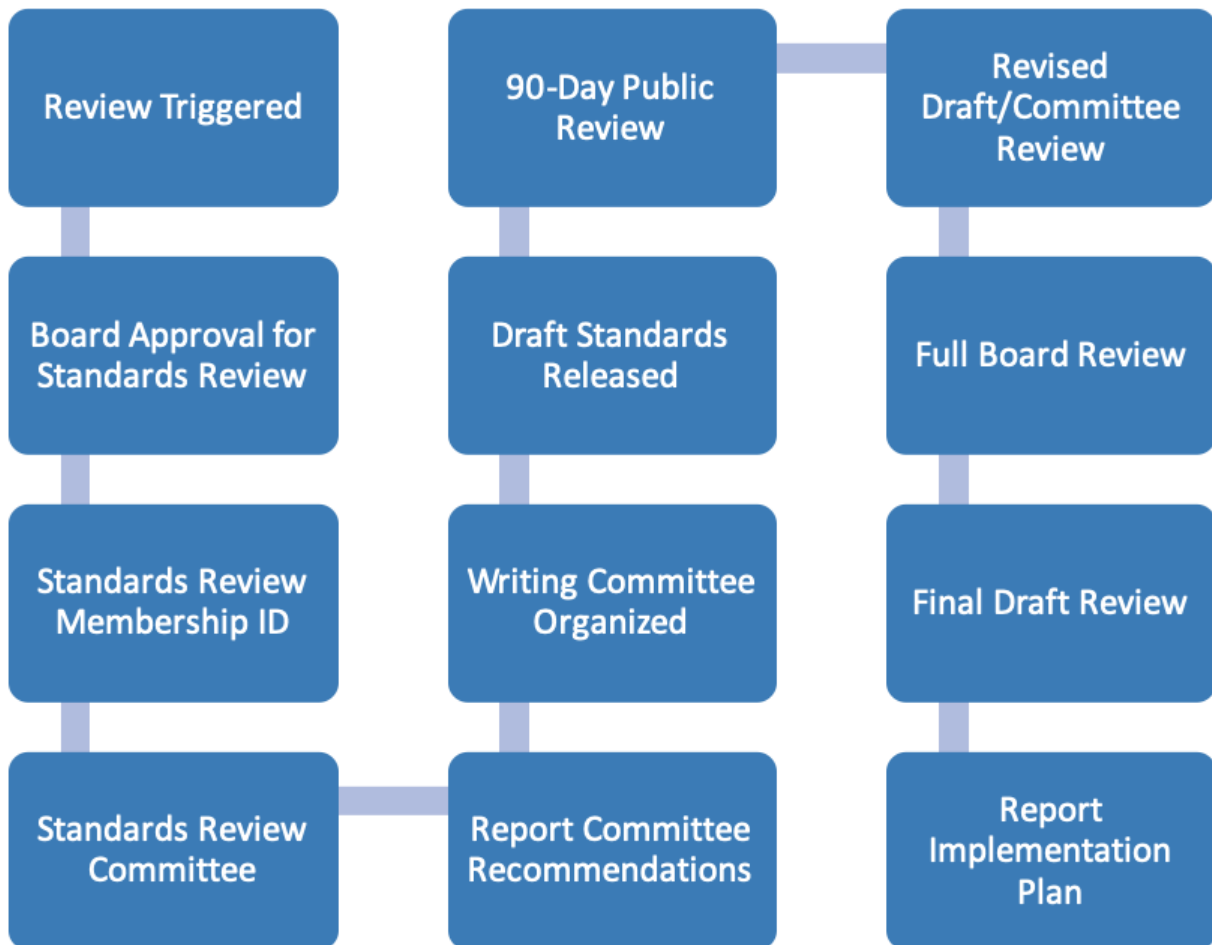 Review Triggered
Board Approval for
Standards Review
Standards Review
Membership ID
Standards Review
Committee
Report Committee
Recommendations
Writing Committee
Organized
Draft Standards
Released
90-Day Public
Review
Revised
Draft/Committee
Review
Full Board Review
Final Draft Review
Report
Implementation
Plan